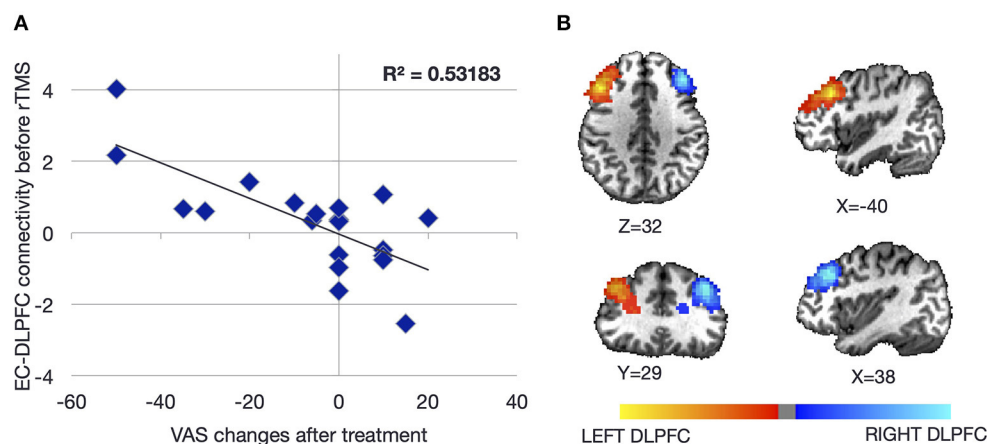 A
EC-DLPFC connectivity before rTMS
R² = 0.53183
4
2
0
-2
-4
-60
-40
-20
0
20
40
VAS changes after treatment
B
Z=32
X=-40
Y=29
X=38
LEFT DLPFC
RIGHT DLPFC